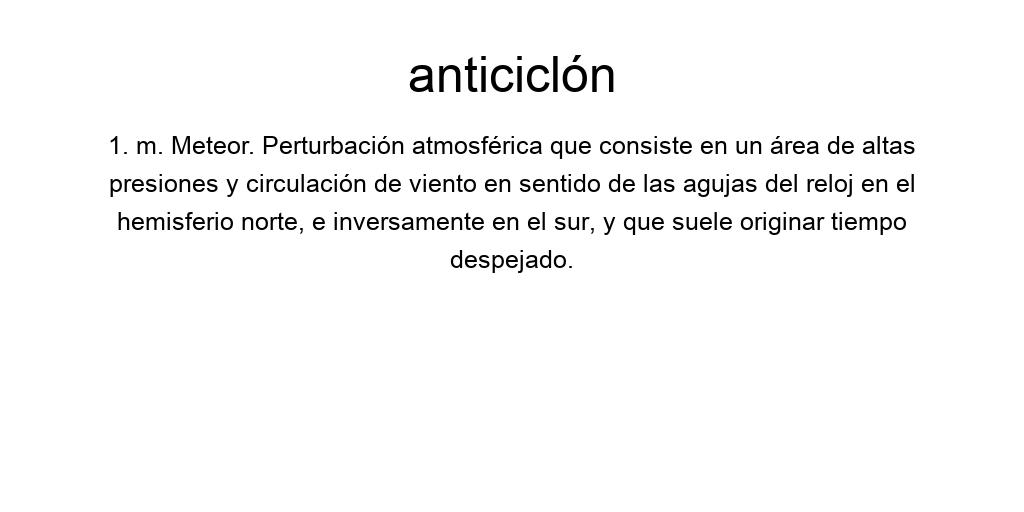 anticiclón
1. m. Meteor. Perturbación atmosférica que consiste en un área de altas
presiones y circulación de viento en sentido de las agujas del reloj en el
hemisferio norte, e inversamente en el sur, y que suele originar tiempo
despejado.